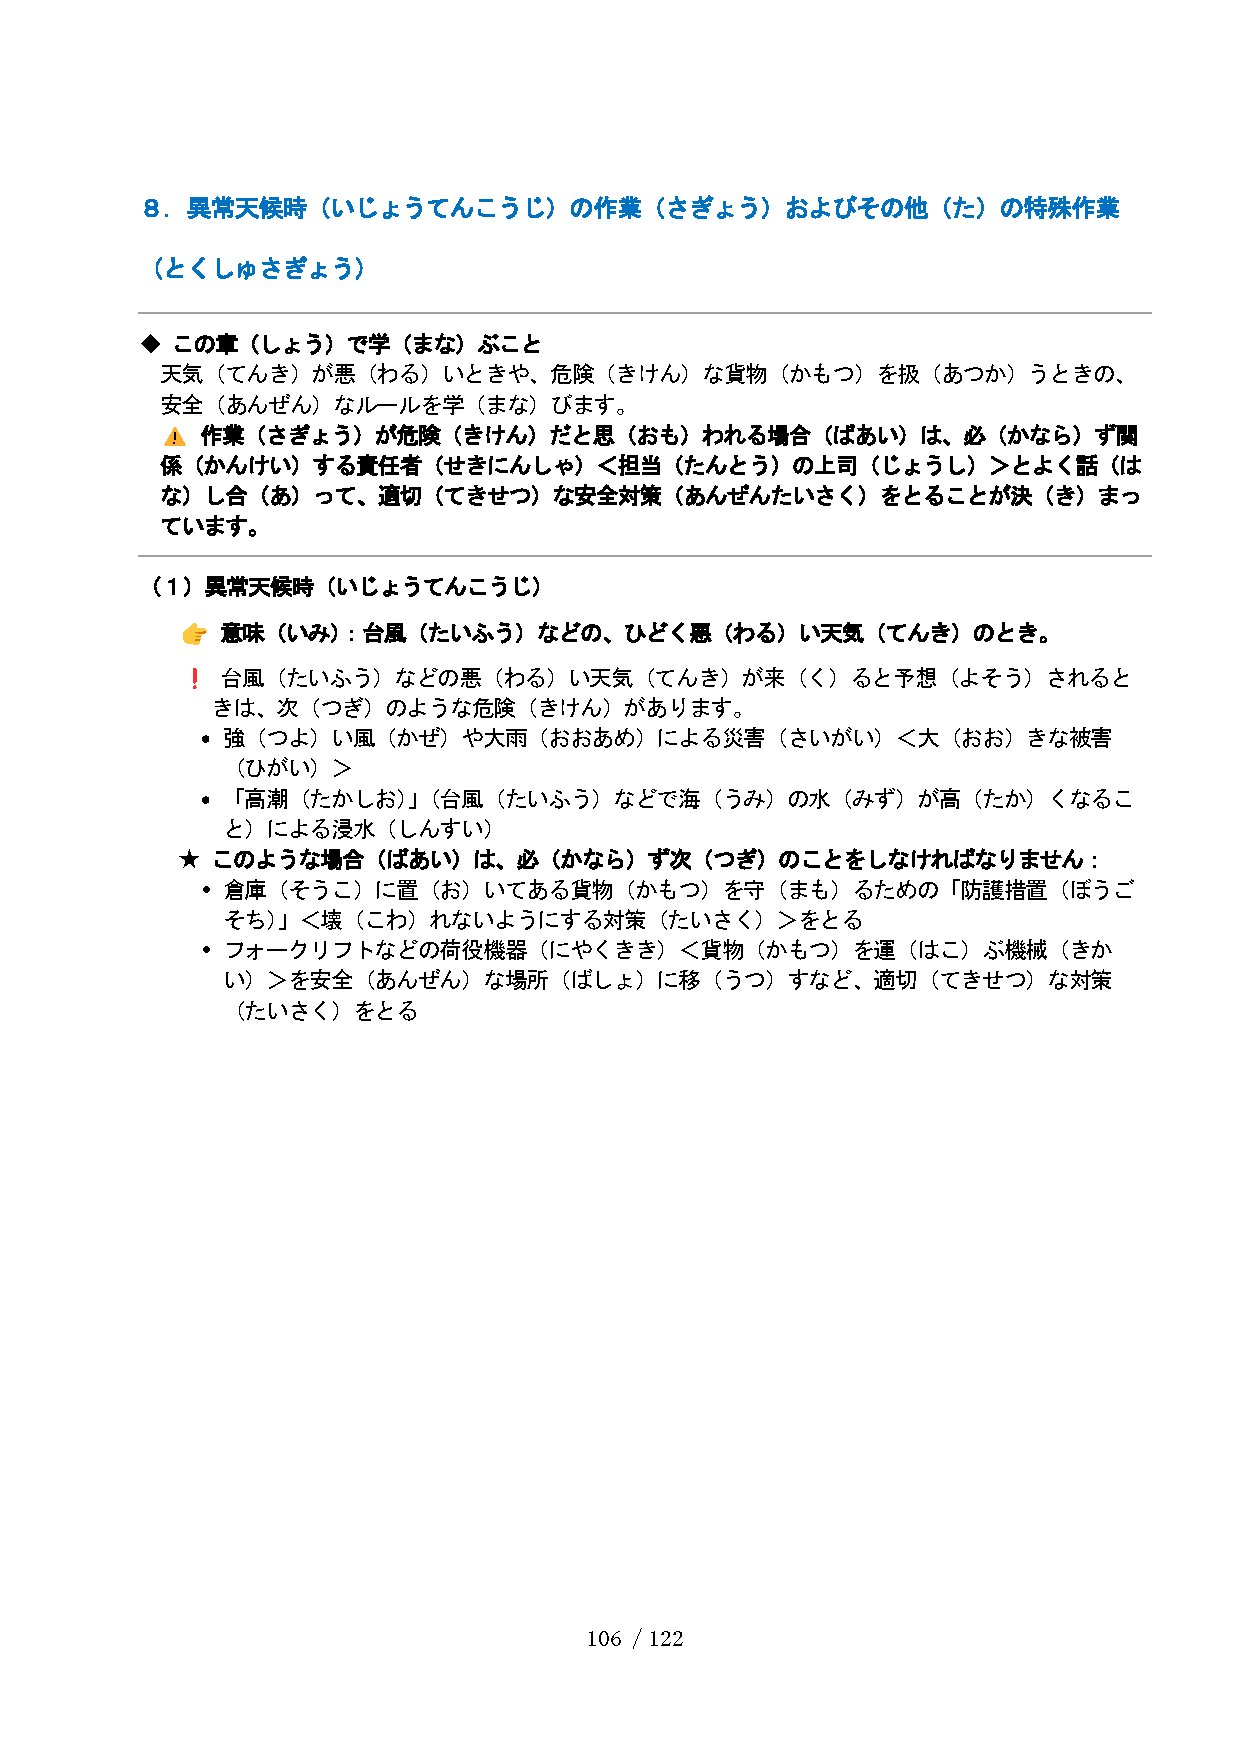 ８．異常天候時（いじょうてんこうじ）の作業（さぎょう）およびその他（た）の特殊作業
（とくしゅさぎょう）
◆ この章（しょう）で学（まな）ぶこと
天気（てんき）が悪（わる）いときや、危険（きけん）な貨物（かもつ）を扱（あつか）うときの、
安全（あんぜん）なルールを学（まな）びます。
⚠️ 作業（さぎょう）が危険（きけん）だと思（おも）われる場合（ばあい）は、必（かなら）ず関
係（かんけい）する責任者（せきにんしゃ）＜担当（たんとう）の上司（じょうし）＞とよく話（は
な）し合（あ）って、適切（てきせつ）な安全対策（あんぜんたいさく）をとることが決（き）まっ
ています。
（１）異常天候時（いじょうてんこうじ）
👉 意味（いみ）：台風（たいふう）などの、ひどく悪（わる）い天気（てんき）のとき。
❗ 台風（たいふう）などの悪（わる）い天気（てんき）が来（く）ると予想（よそう）されると
きは、次（つぎ）のような危険（きけん）があります。
• 強（つよ）い風（かぜ）や大雨（おおあめ）による災害（さいがい）＜大（おお）きな被害
（ひがい）＞
• 「高潮（たかしお）」（台風（たいふう）などで海（うみ）の水（みず）が高（たか）くなるこ
と）による浸水（しんすい）
★ このような場合（ばあい）は、必（かなら）ず次（つぎ）のことをしなければなりません：
• 倉庫（そうこ）に置（お）いてある貨物（かもつ）を守（まも）るための「防護措置（ぼうご
そち）」＜壊（こわ）れないようにする対策（たいさく）＞をとる
• フォークリフトなどの荷役機器（にやくきき）＜貨物（かもつ）を運（はこ）ぶ機械（きか
い）＞を安全（あんぜん）な場所（ばしょ）に移（うつ）すなど、適切（てきせつ）な対策
（たいさく）をとる
106 / 122